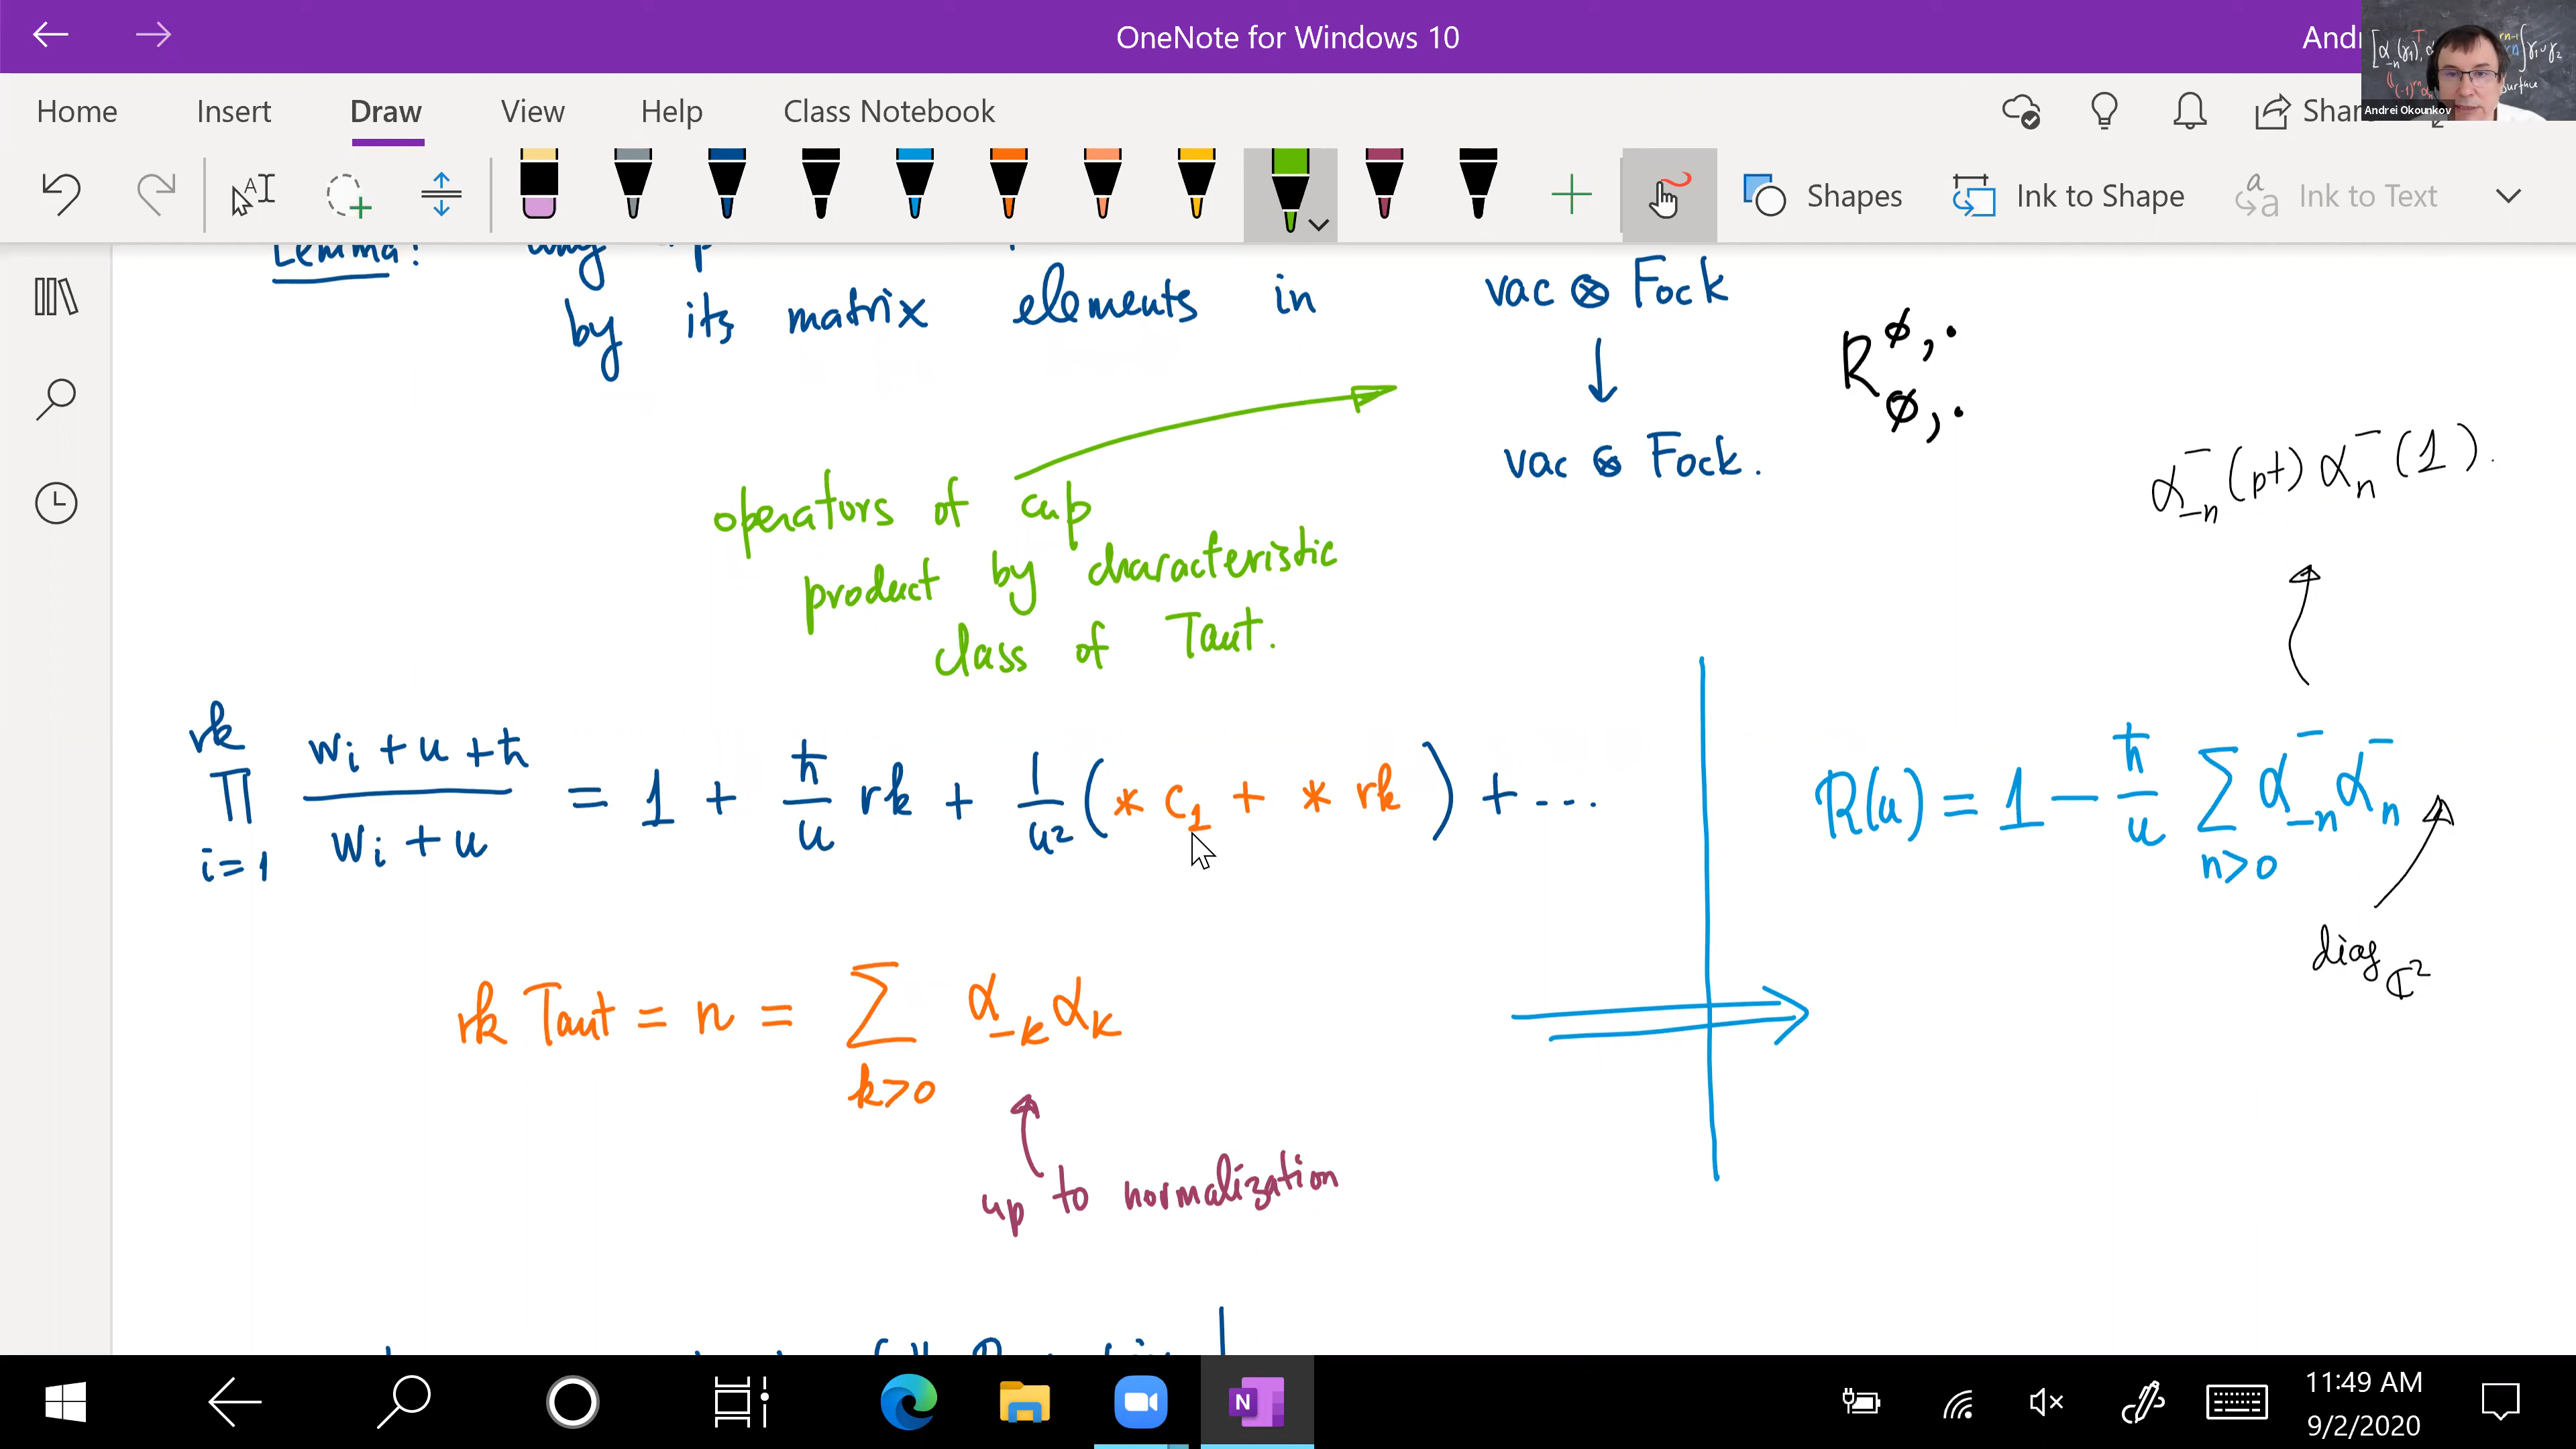 OneNote for Windows 10
Home Insert Draw View Help Class Notebook
Andrei Okounkov
Shapes Ink to Shape Ink to Text
Lemma:
by its matrix elements in
vac ⊗ Fock
↓
vac ⊗ Fock.
R^{∅,·}_{∅,·}
α⁻_{-n}(pt) α⁻_n(1).
operators of cup
product by characteristic
class of Taut.
∏_{i=1}^{rk} (w_i + u + ħ)/(w_i + u) = 1 + ħ/u rk + 1/u² (* c_1 + * rk) + ...
R(u) = 1 − ħ/u ∑_{n>0} α⁻_{-n} α⁻_n
diag_{ℂ²}
rk Taut = n = ∑_{k>0} α_{-k} α_k
up to normalization
11:49 AM
9/2/2020